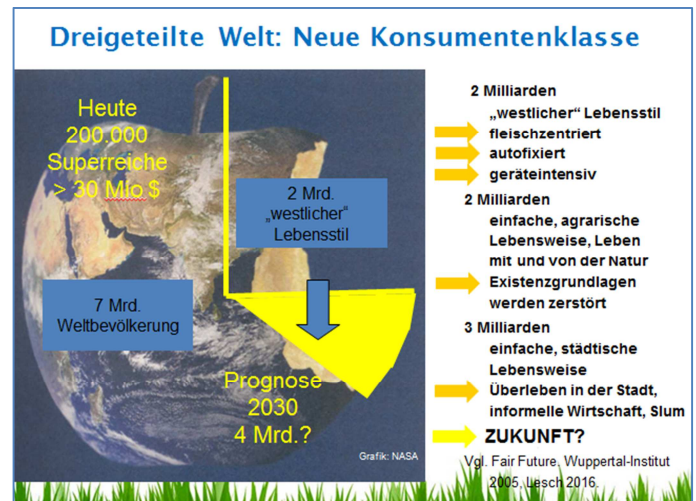 Dreigeteilte Welt: Neue Konsumentenklasse
Heute
200.000
Superreiche
> 30 Mio $
2 Mrd.
„westlicher“
Lebensstil
7 Mrd.
Weltbevölkerung
Prognose
2030
4 Mrd.?
Grafik: NASA
2 Milliarden
„westlicher“ Lebensstil
fleischzentriert
autofixiert
geräteintensiv
2 Milliarden
einfache, agrarische
Lebensweise, Leben
mit und von der Natur
Existenzgrundlagen
werden zerstört
3 Milliarden
einfache, städtische
Lebensweise
Überleben in der Stadt,
informelle Wirtschaft, Slum
ZUKUNFT?
Vgl. Fair Future, Wuppertal-Institut
2005, Lesch 2016.